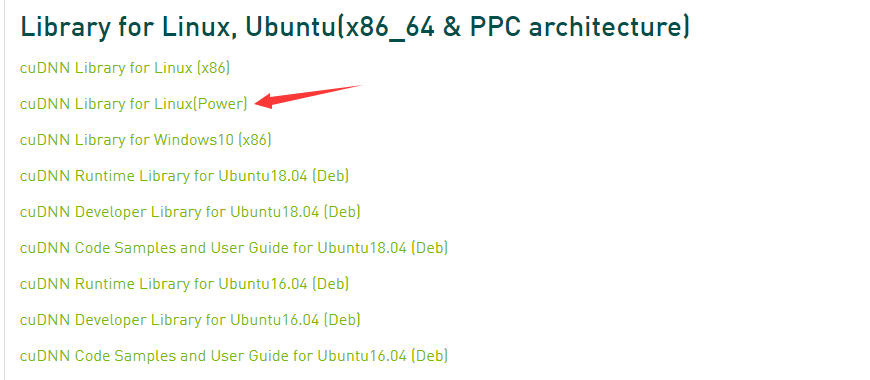 Library for Linux, Ubuntu(x86_64 & PPC architecture)
cuDNN Library for Linux (x86)
cuDNN Library for Linux(Power)
cuDNN Library for Windows10 (x86)
cuDNN Runtime Library for Ubuntu18.04 (Deb)
cuDNN Developer Library for Ubuntu18.04 (Deb)
cuDNN Code Samples and User Guide for Ubuntu18.04 (Deb)
cuDNN Runtime Library for Ubuntu16.04 (Deb)
cuDNN Developer Library for Ubuntu16.04 (Deb)
cuDNN Code Samples and User Guide for Ubuntu16.04 (Deb)